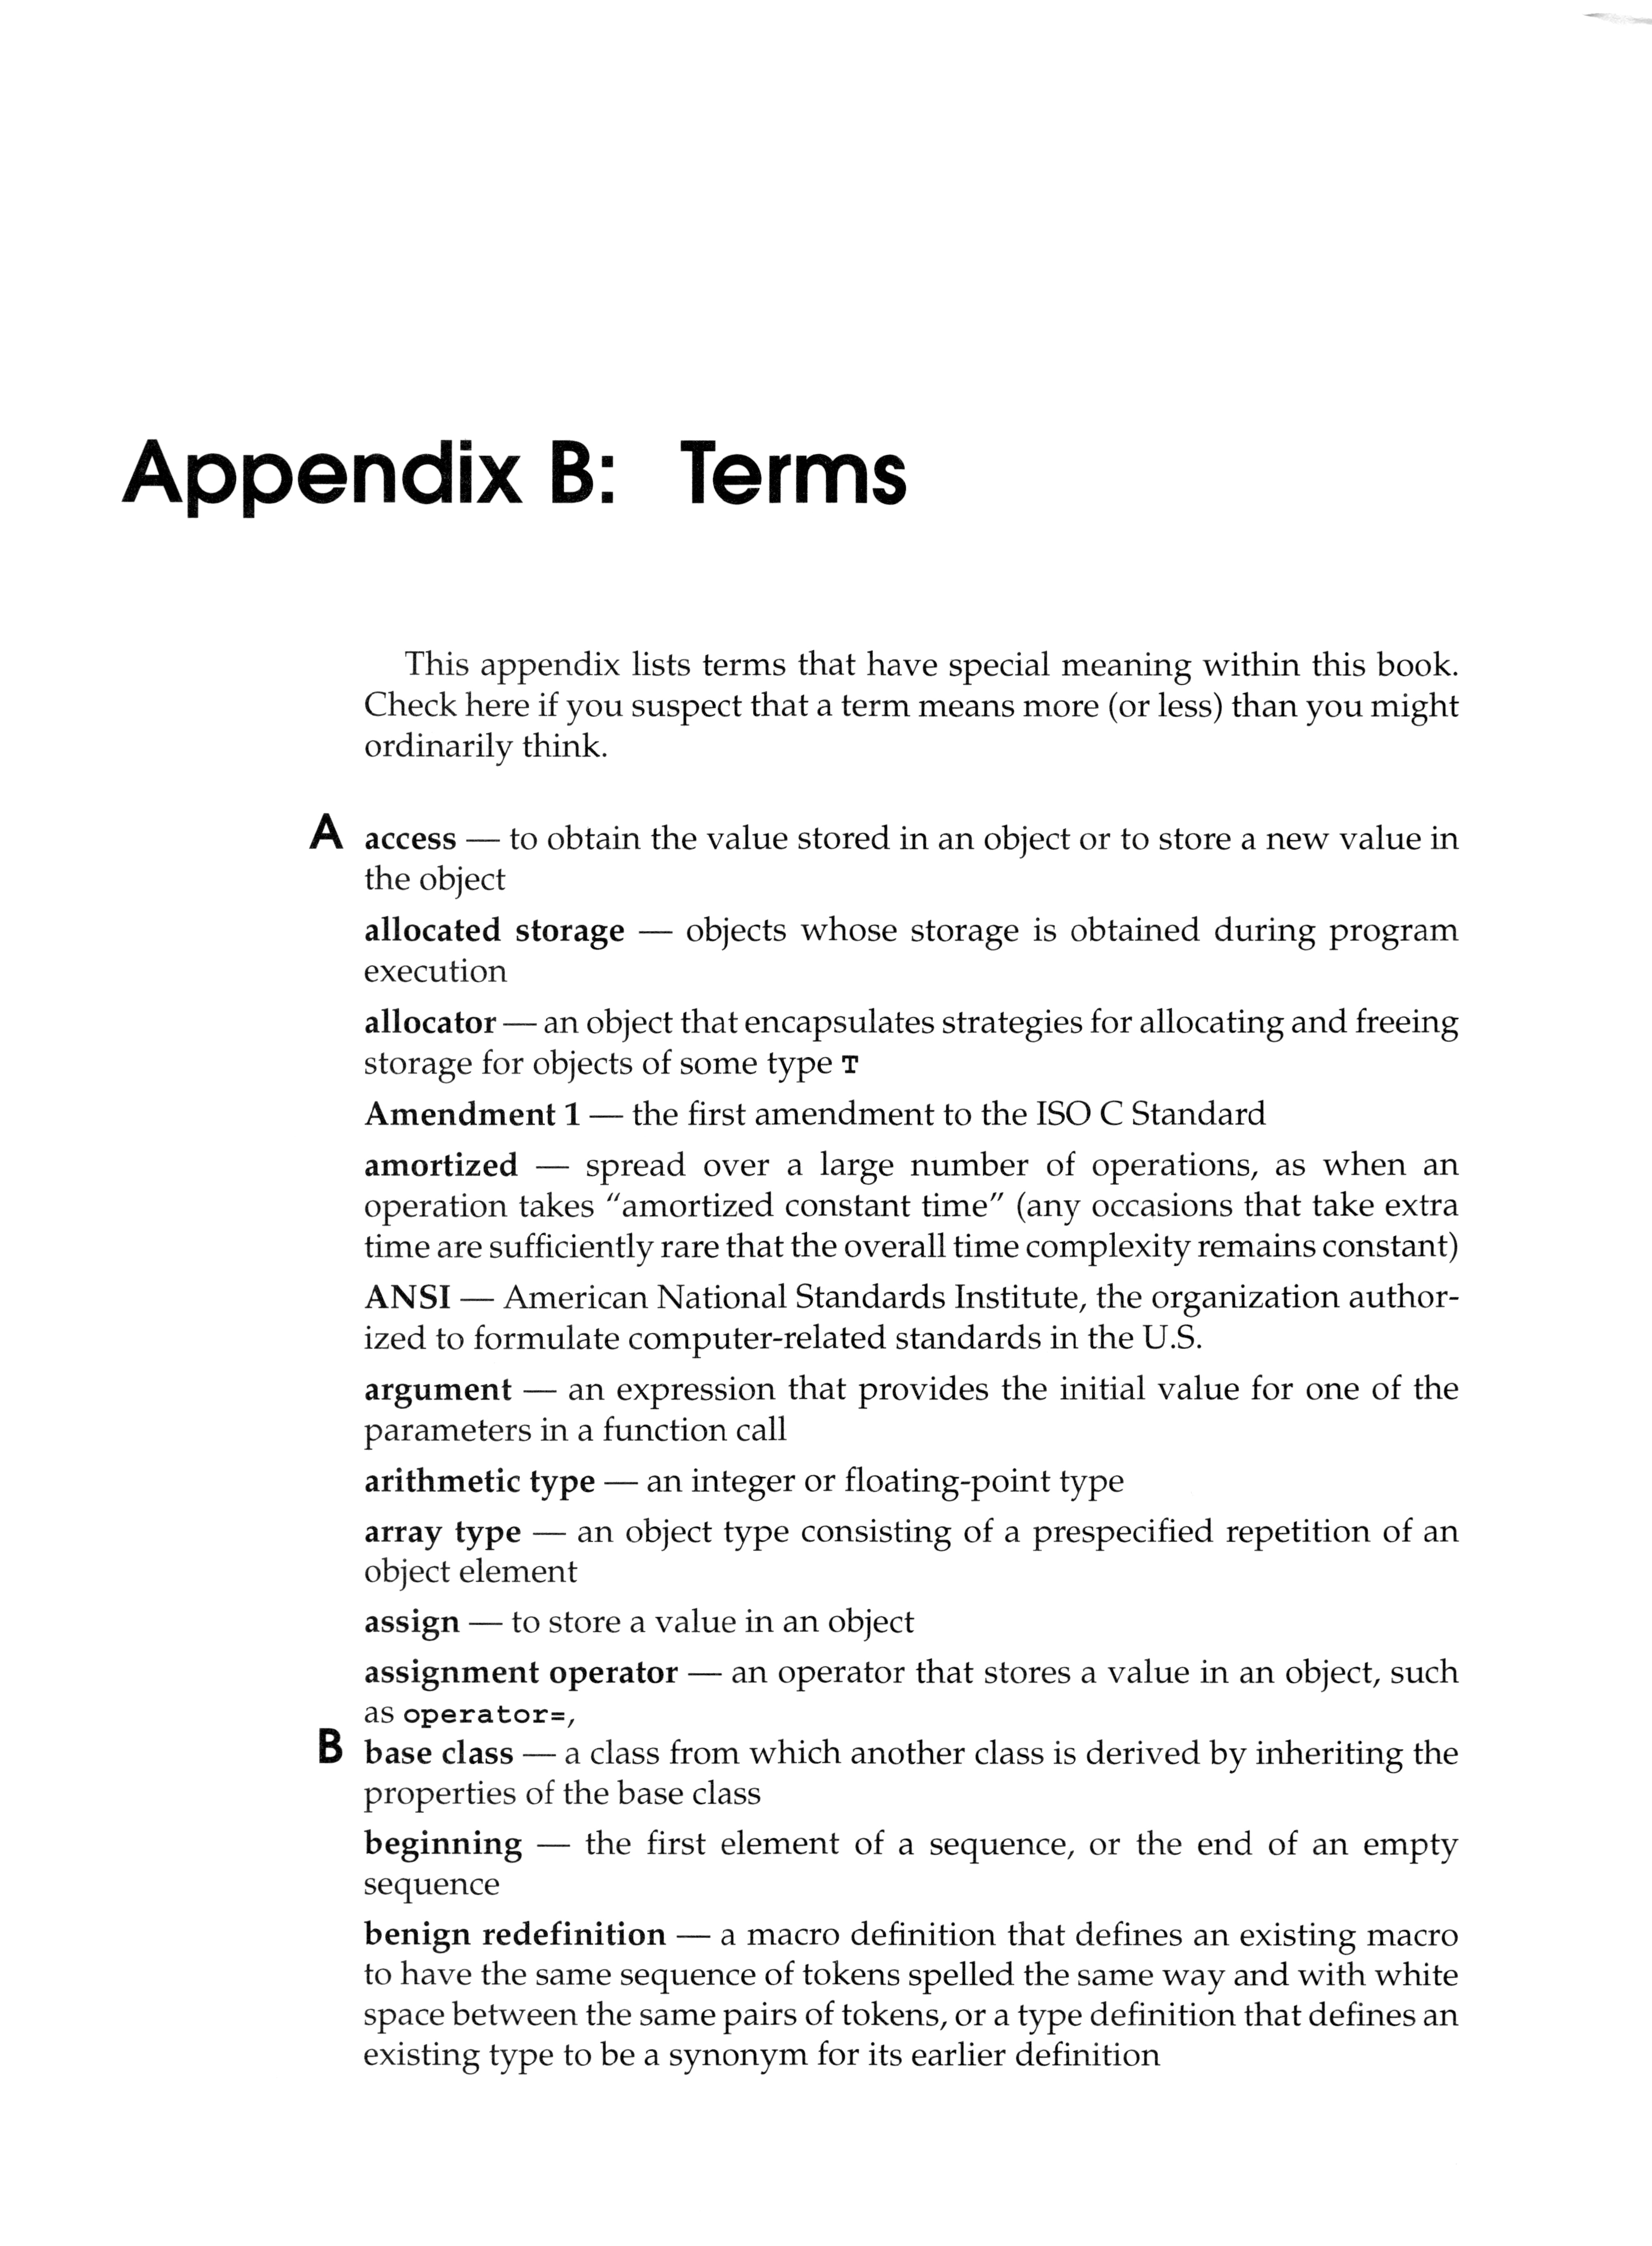 Appendix B: Terms
This appendix lists terms that have special meaning within this book.
Check here if you suspect that a term means more (or less) than you might
ordinarily think.
A access — to obtain the value stored in an object or to store a new value in
the object
allocated storage — objects whose storage is obtained during program
execution
allocator — an object that encapsulates strategies for allocating and freeing
storage for objects of some type T
Amendment 1 — the first amendment to the ISO C Standard
amortized — spread over a large number of operations, as when an
operation takes "amortized constant time" (any occasions that take extra
time are sufficiently rare that the overall time complexity remains constant)
ANSI — American National Standards Institute, the organization author-
ized to formulate computer-related standards in the U.S.
argument — an expression that provides the initial value for one of the
parameters in a function call
arithmetic type — an integer or floating-point type
array type — an object type consisting of a prespecified repetition of an
object element
assign — to store a value in an object
assignment operator — an operator that stores a value in an object, such
as operator=,
B base class — a class from which another class is derived by inheriting the
properties of the base class
beginning — the first element of a sequence, or the end of an empty
sequence
benign redefinition — a macro definition that defines an existing macro
to have the same sequence of tokens spelled the same way and with white
space between the same pairs of tokens, or a type definition that defines an
existing type to be a synonym for its earlier definition